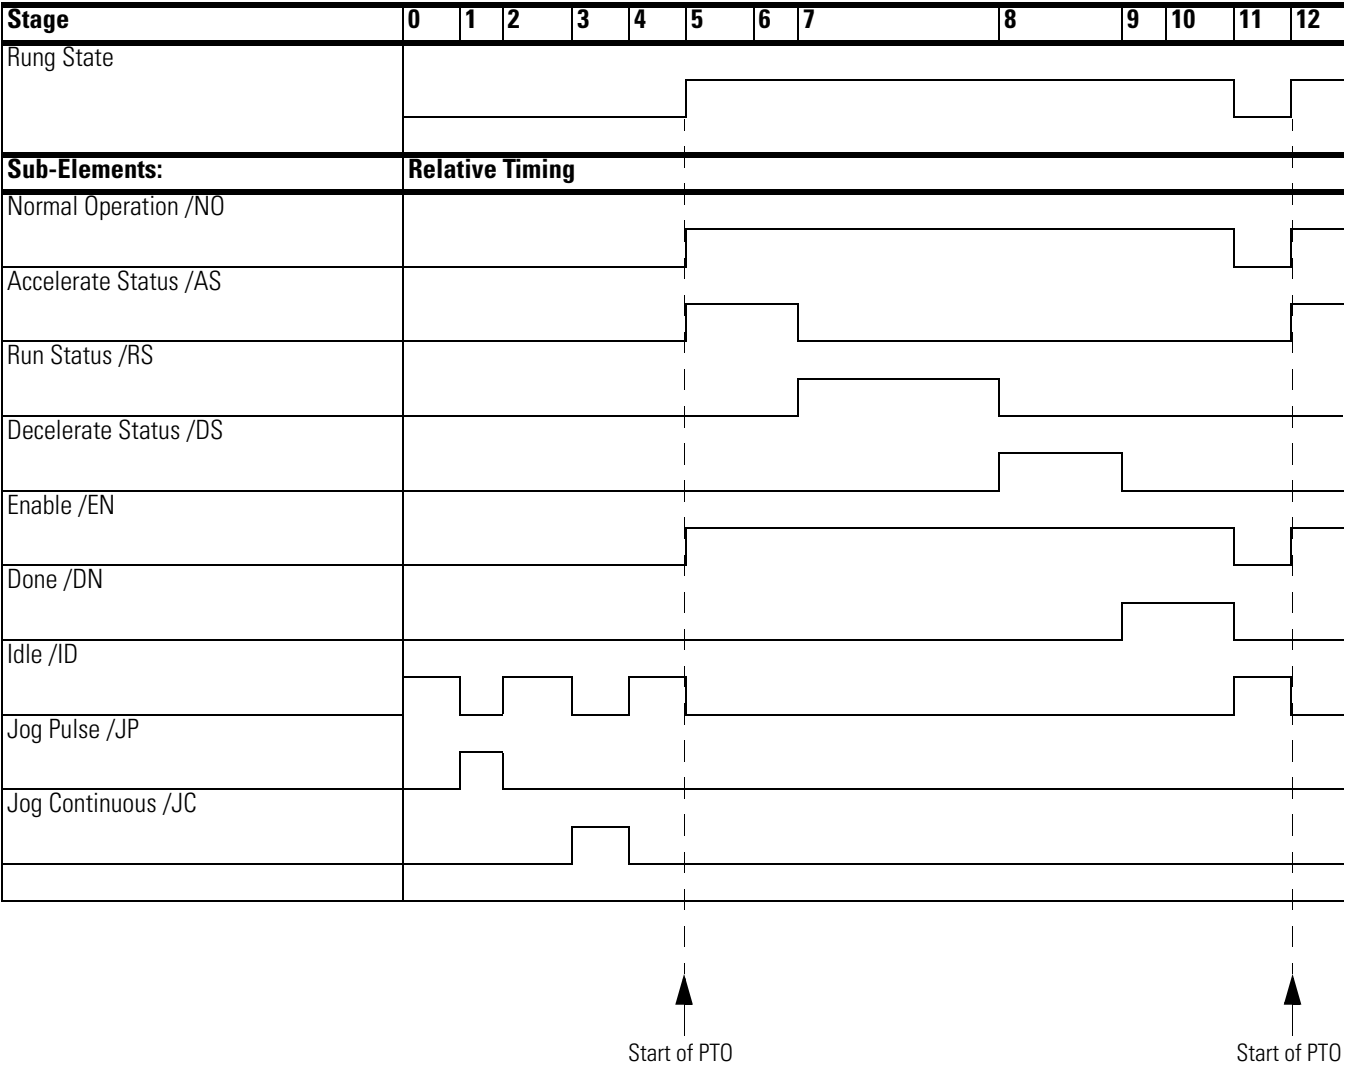 Stage 0 1 2 3 4 5 6 7 8 9 10 11 12
Rung State
Sub-Elements: Relative Timing
Normal Operation /NO
Accelerate Status /AS
Run Status /RS
Decelerate Status /DS
Enable /EN
Done /DN
Idle /ID
Jog Pulse /JP
Jog Continuous /JC
Start of PTO Start of PTO